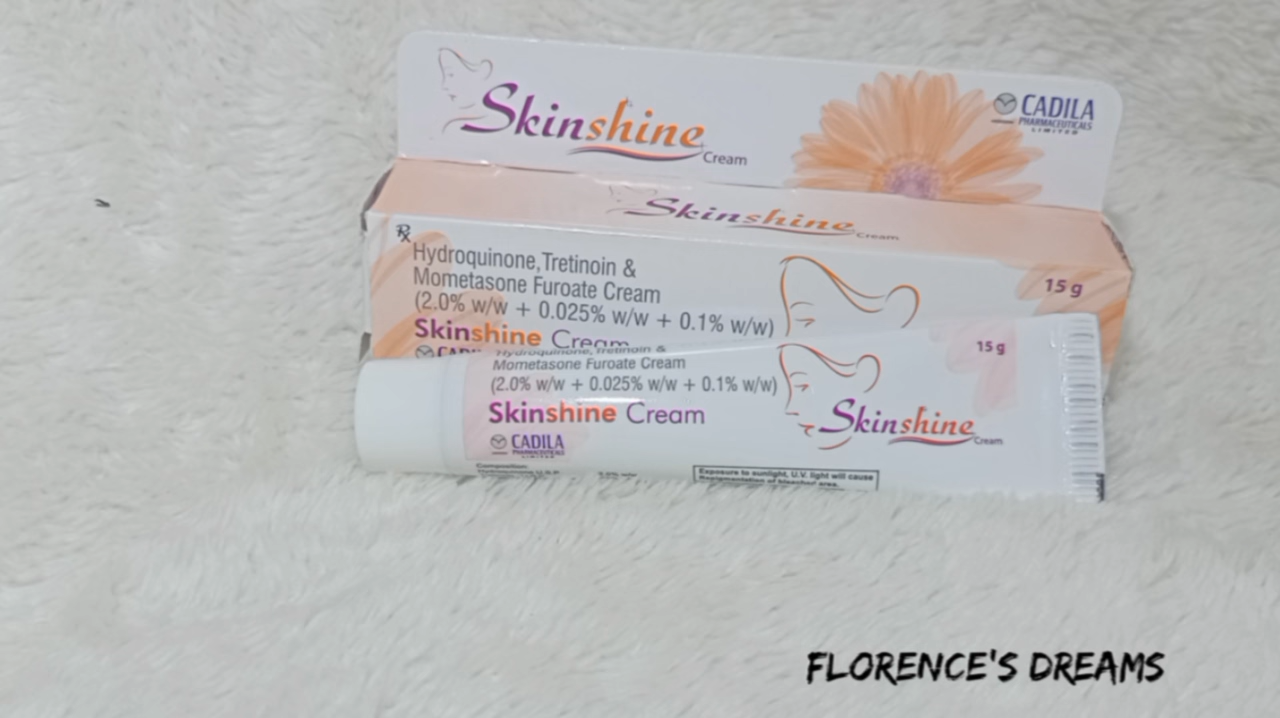 Skinshine
Cream
CADILA
PHARMACEUTICALS
LIMITED
Skinshine
Cream
Rx
Hydroquinone,Tretinoin &
Mometasone Furoate Cream
(2.0% w/w + 0.025% w/w + 0.1% w/w)
Skinshine Cream
15 g
Hydroquinone, Tretinoin &
Mometasone Furoate Cream
(2.0% w/w + 0.025% w/w + 0.1% w/w)
Skinshine Cream
CADILA
PHARMACEUTICALS
LIMITED
15 g
Skinshine
Cream
Composition:
Exposure to sunlight, U.V. light will cause
Repigmentation of bleached area.
FLORENCE'S DREAMS